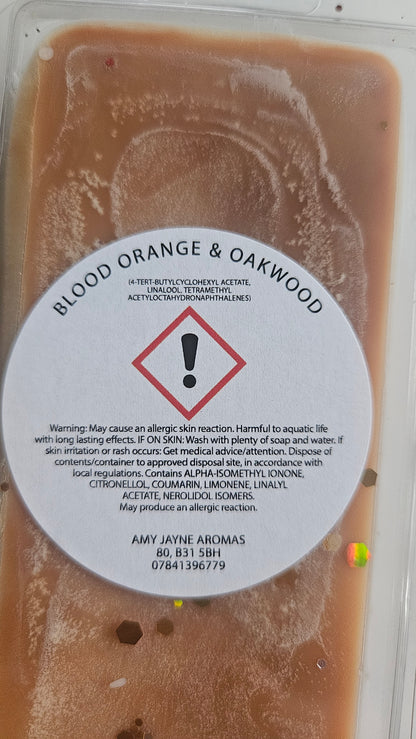 BLOOD ORANGE & OAKWOOD
(4-TERT-BUTYLCYCLOHEXYL ACETATE,
LINALOOL, TETRAMETHYL
ACETYLOCTAHYDRONAPHTHALENES)
Warning: May cause an allergic skin reaction. Harmful to aquatic life
with long lasting effects. IF ON SKIN: Wash with plenty of soap and water. If
skin irritation or rash occurs: Get medical advice/attention. Dispose of
contents/container to approved disposal site, in accordance with
local regulations. Contains ALPHA-ISOMETHYL IONONE,
CITRONELLOL, COUMARIN, LIMONENE, LINALYL
ACETATE, NEROLIDOL ISOMERS.
May produce an allergic reaction.
AMY JAYNE AROMAS
80, B31 5BH
07841396779